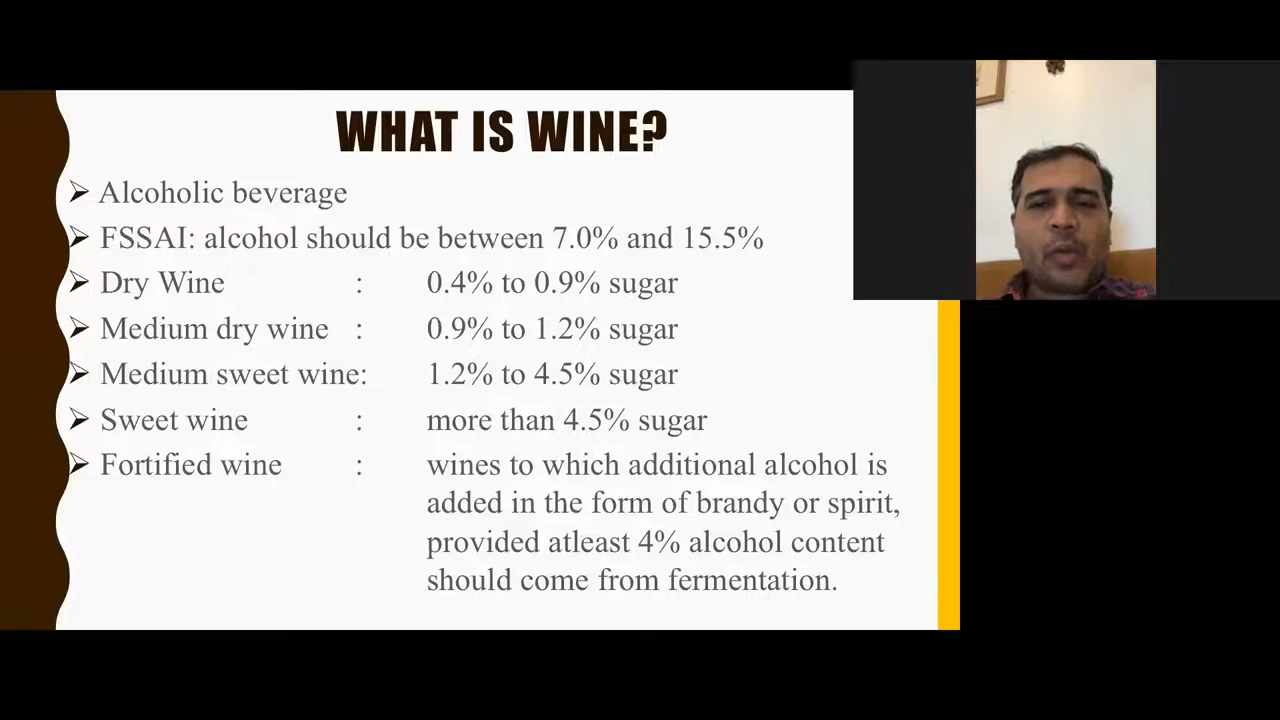 WHAT IS WINE?
➢ Alcoholic beverage
➢ FSSAI: alcohol should be between 7.0% and 15.5%
➢ Dry Wine : 0.4% to 0.9% sugar
➢ Medium dry wine : 0.9% to 1.2% sugar
➢ Medium sweet wine: 1.2% to 4.5% sugar
➢ Sweet wine : more than 4.5% sugar
➢ Fortified wine : wines to which additional alcohol is
added in the form of brandy or spirit,
provided atleast 4% alcohol content
should come from fermentation.